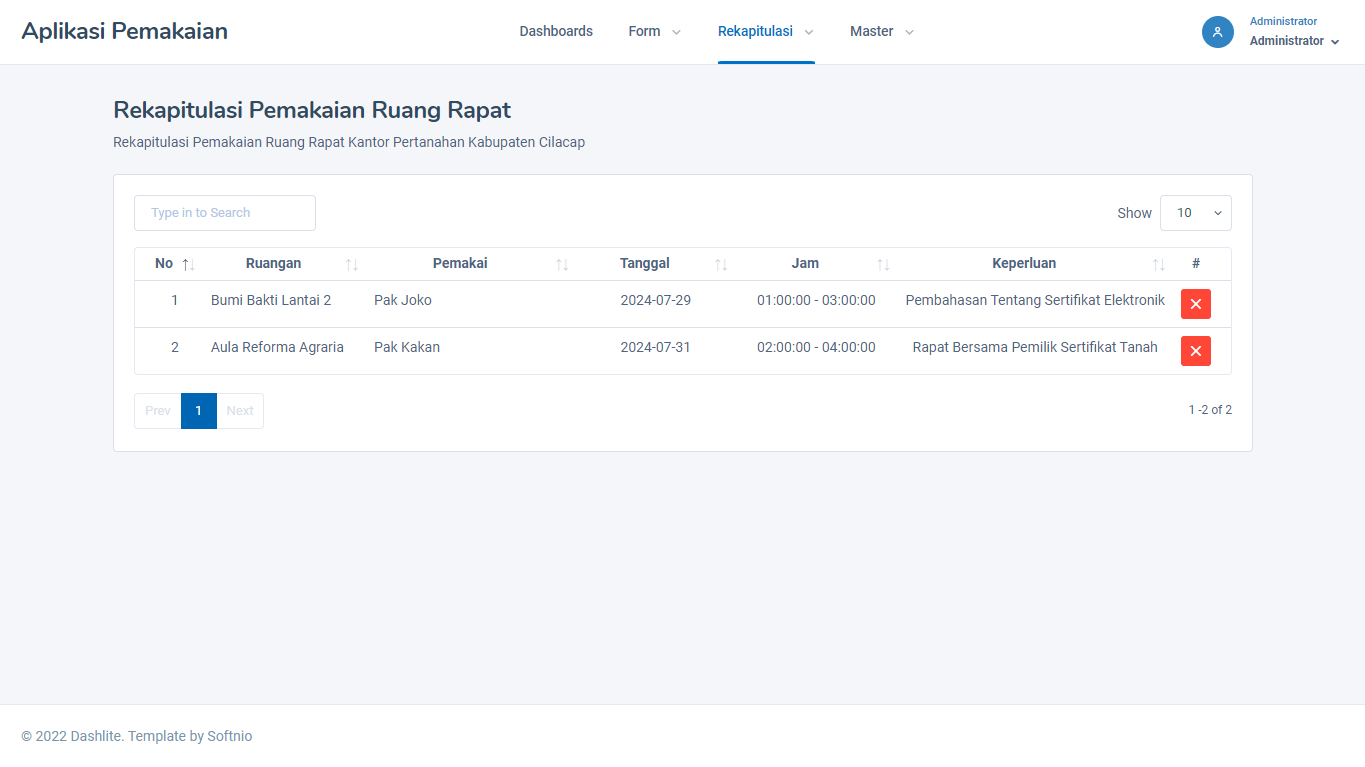 Aplikasi Pemakaian
Dashboards Form Rekapitulasi Master
Administrator
Administrator
Rekapitulasi Pemakaian Ruang Rapat
Rekapitulasi Pemakaian Ruang Rapat Kantor Pertanahan Kabupaten Cilacap
Type in to Search Show 10
No Ruangan Pemakai Tanggal Jam Keperluan #
1 Bumi Bakti Lantai 2 Pak Joko 2024-07-29 01:00:00 - 03:00:00 Pembahasan Tentang Sertifikat Elektronik
2 Aula Reforma Agraria Pak Kakan 2024-07-31 02:00:00 - 04:00:00 Rapat Bersama Pemilik Sertifikat Tanah
Prev 1 Next 1 -2 of 2
© 2022 Dashlite. Template by Softnio